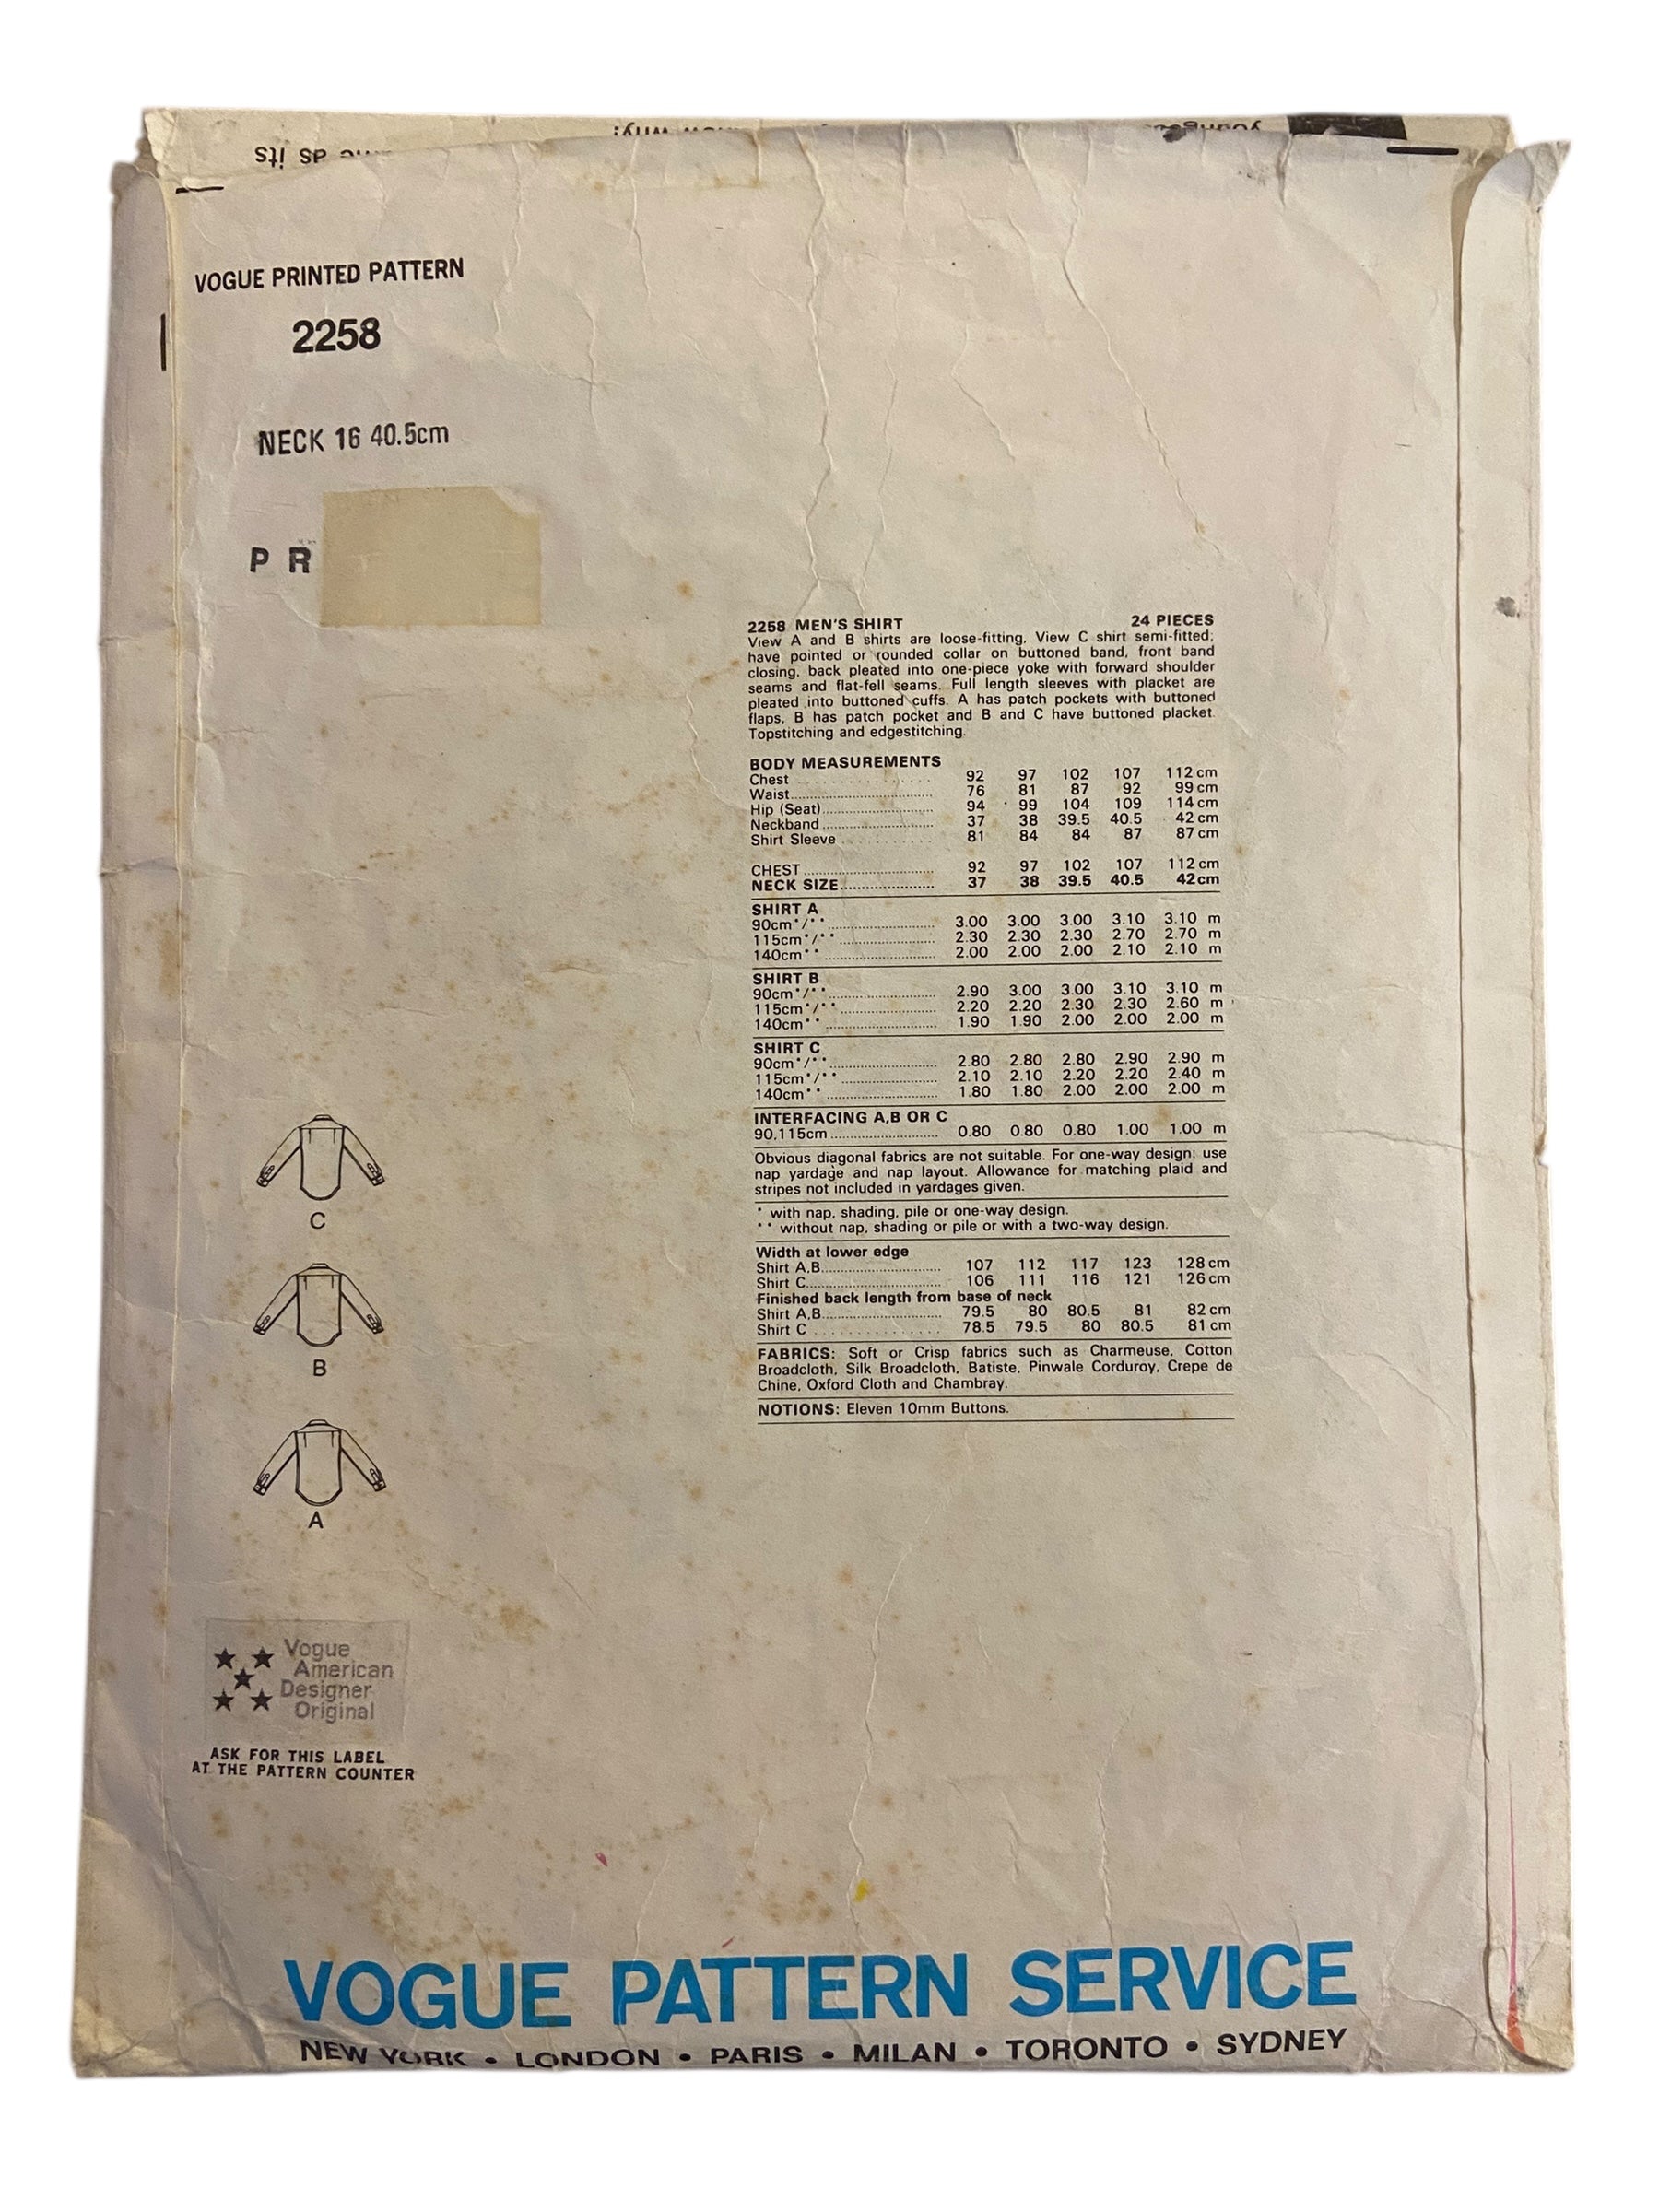 its
as
why!
VOGUE PRINTED PATTERN
2258
NECK 16 40.5cm
P R
2258 MEN'S SHIRT 24 PIECES
View A and B shirts are loose-fitting, View C shirt semi-fitted;
have pointed or rounded collar on buttoned band, front band
closing, back pleated into one-piece yoke with forward shoulder
seams and flat-fell seams. Full length sleeves with placket are
pleated into buttoned cuffs. A has patch pockets with buttoned
flaps, B has patch pocket and B and C have buttoned placket.
Topstitching and edgestitching.
BODY MEASUREMENTS
Chest ................ 92 97 102 107 112 cm
Waist................ 76 81 87 92 99 cm
Hip (Seat)................ 94 99 104 109 114 cm
Neckband................ 37 38 39.5 40.5 42 cm
Shirt Sleeve ........... 81 84 84 87 87 cm
CHEST................ 92 97 102 107 112 cm
NECK SIZE................ 37 38 39.5 40.5 42 cm
SHIRT A
90cm*/**................ 3.00 3.00 3.00 3.10 3.10 m
115cm*/**................ 2.30 2.30 2.30 2.70 2.70 m
140cm**................ 2.00 2.00 2.00 2.10 2.10 m
SHIRT B
90cm*/**................ 2.90 3.00 3.00 3.10 3.10 m
115cm*/**................ 2.20 2.20 2.30 2.30 2.60 m
140cm**................ 1.90 1.90 2.00 2.00 2.00 m
SHIRT C
90cm*/**................ 2.80 2.80 2.80 2.90 2.90 m
115cm*/**................ 2.10 2.10 2.20 2.20 2.40 m
140cm**................ 1.80 1.80 2.00 2.00 2.00 m
INTERFACING A,B OR C
90,115cm................ 0.80 0.80 0.80 1.00 1.00 m
Obvious diagonal fabrics are not suitable. For one-way design: use
nap yardage and nap layout. Allowance for matching plaid and
stripes not included in yardages given.
* with nap, shading, pile or one-way design.
** without nap, shading or pile or with a two-way design.
Width at lower edge
Shirt A,B................ 107 112 117 123 128 cm
Shirt C................ 106 111 116 121 126 cm
Finished back length from base of neck
Shirt A,B................ 79.5 80 80.5 81 82 cm
Shirt C .............. 78.5 79.5 80 80.5 81 cm
FABRICS: Soft or Crisp fabrics such as Charmeuse, Cotton
Broadcloth, Silk Broadcloth, Batiste, Pinwale Corduroy, Crepe de
Chine, Oxford Cloth and Chambray.
NOTIONS: Eleven 10mm Buttons.
C
B
A
Vogue
American
Designer
Original
ASK FOR THIS LABEL
AT THE PATTERN COUNTER
VOGUE PATTERN SERVICE
NEW YORK • LONDON • PARIS • MILAN • TORONTO • SYDNEY